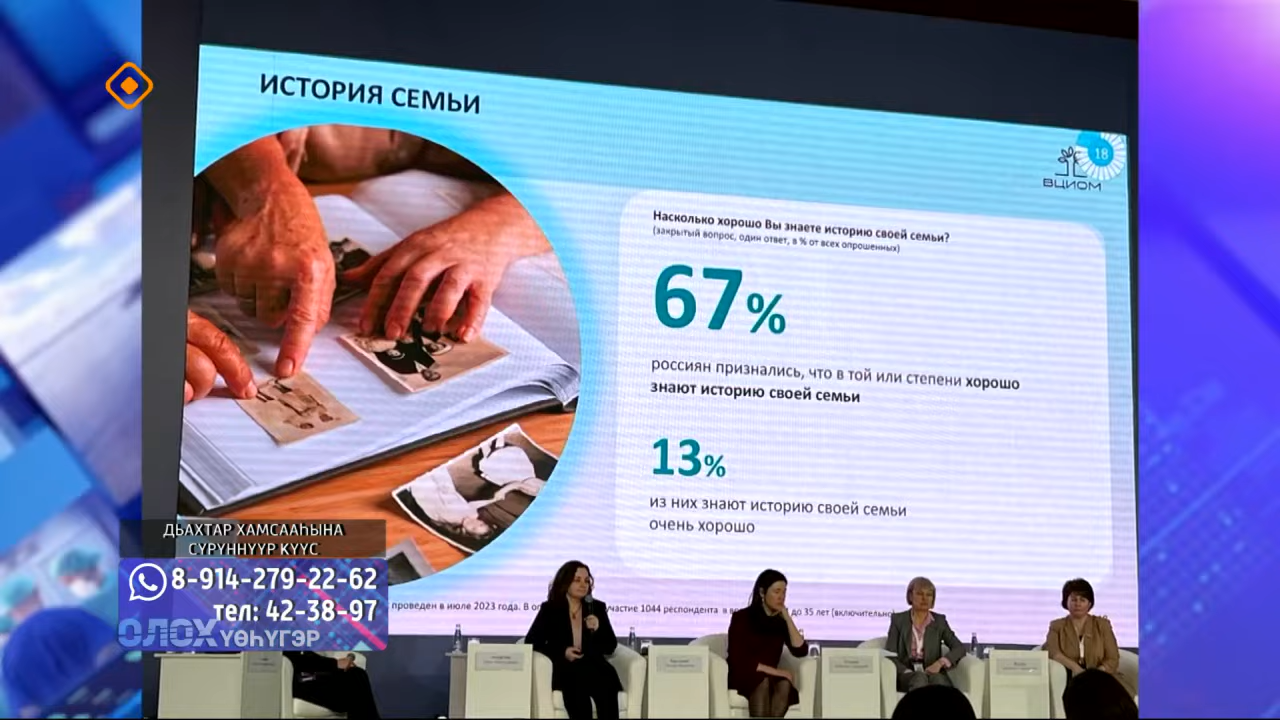 ИСТОРИЯ СЕМЬИ
18
ВЦИОМ
Насколько хорошо Вы знаете историю своей семьи?
(закрытый вопрос, один ответ, в % от всех опрошенных)
67%
россиян признались, что в той или степени хорошо
знают историю своей семьи
13%
из них знают историю своей семьи
очень хорошо
проведен в июле 2023 года. В участие 1044 респондента в до 35 лет (включительно)
ДЬАХТАР ХАМСААҺЫНА
СҮРҮННҮҮР КҮҮС
8-914-279-22-62
тел: 42-38-97
ОЛОХ ҮӨҺҮГЭР